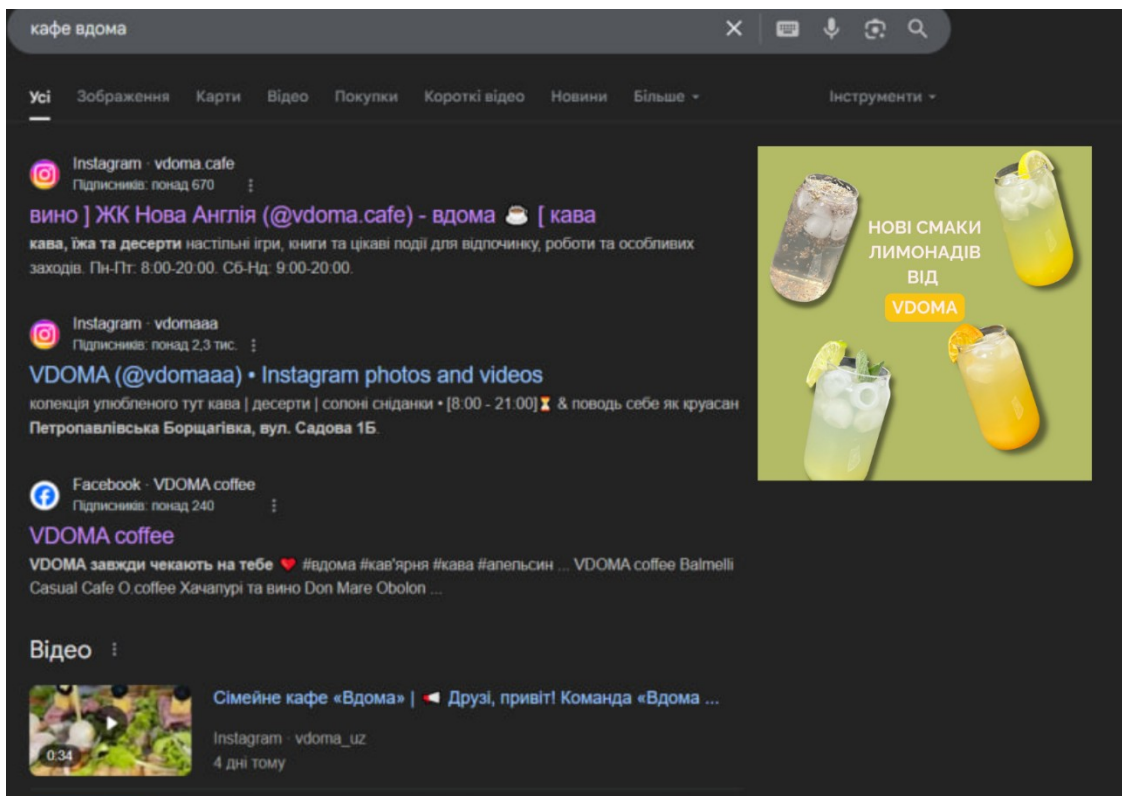 кафе вдома
Усі Зображення Карти Відео Покупки Короткі відео Новини Більше Інструменти
Instagram · vdoma.cafe
Підписників: понад 670
вино ] ЖК Нова Англія (@vdoma.cafe) - вдома ☕ [ кава
кава, їжа та десерти настільні ігри, книги та цікаві події для відпочинку, роботи та особливих
заходів. Пн-Пт: 8:00-20:00. Сб-Нд: 9:00-20:00.
Instagram · vdomaaa
Підписників: понад 2,3 тис.
VDOMA (@vdomaaa) • Instagram photos and videos
колекція улюбленого тут кава | десерти | солоні сніданки • [8:00 - 21:00]⏳ & поводь себе як круасан
Петропавлівська Борщагівка, вул. Садова 1Б.
Facebook · VDOMA coffee
Підписників: понад 240
VDOMA coffee
VDOMA завжди чекають на тебе ❤️ #вдома #кав'ярня #кава #апельсин ... VDOMA coffee Balmelli
Casual Cafe O.coffee Хачапурі та вино Don Mare Obolon ...
Відео
0:34
Сімейне кафе «Вдома» | 📢 Друзі, привіт! Команда «Вдома ...
Instagram · vdoma_uz
4 дні тому
НОВІ СМАКИ
ЛИМОНАДІВ
ВІД
VDOMA